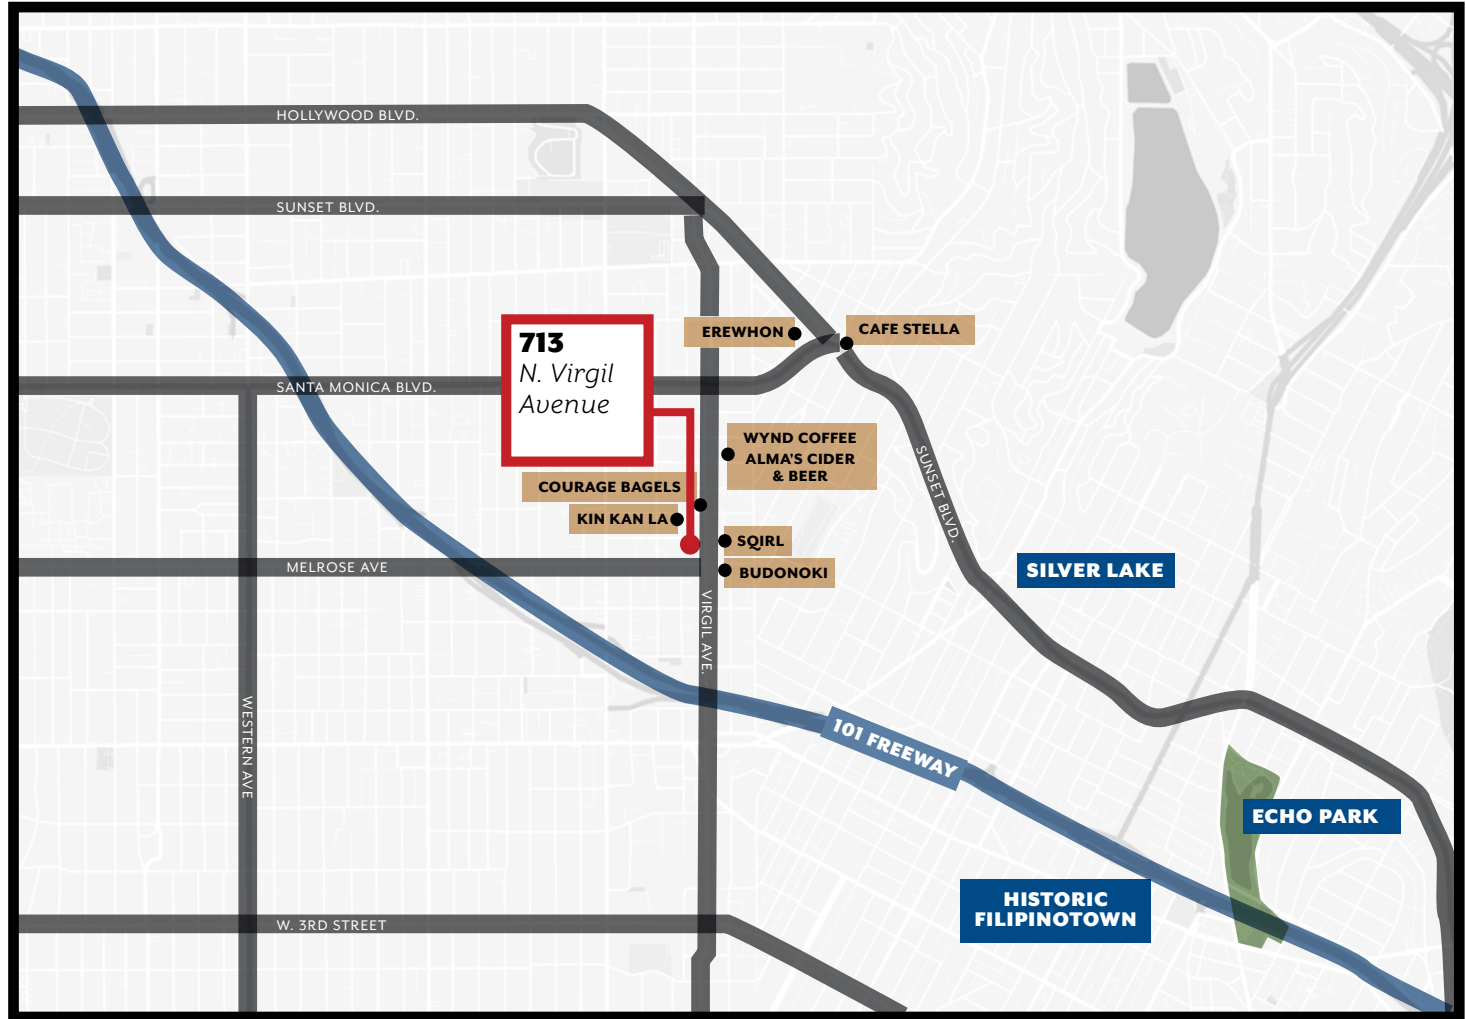 HOLLYWOOD BLVD.
SUNSET BLVD.
713
N. Virgil
Avenue
EREWHON
CAFE STELLA
SANTA MONICA BLVD.
WYND COFFEE
ALMA'S CIDER
& BEER
COURAGE BAGELS
KIN KAN LA
SQIRL
BUDONOKI
SUNSET BLVD.
MELROSE AVE
SILVER LAKE
VIRGIL AVE.
WESTERN AVE
101 FREEWAY
ECHO PARK
HISTORIC
FILIPINOTOWN
W. 3RD STREET